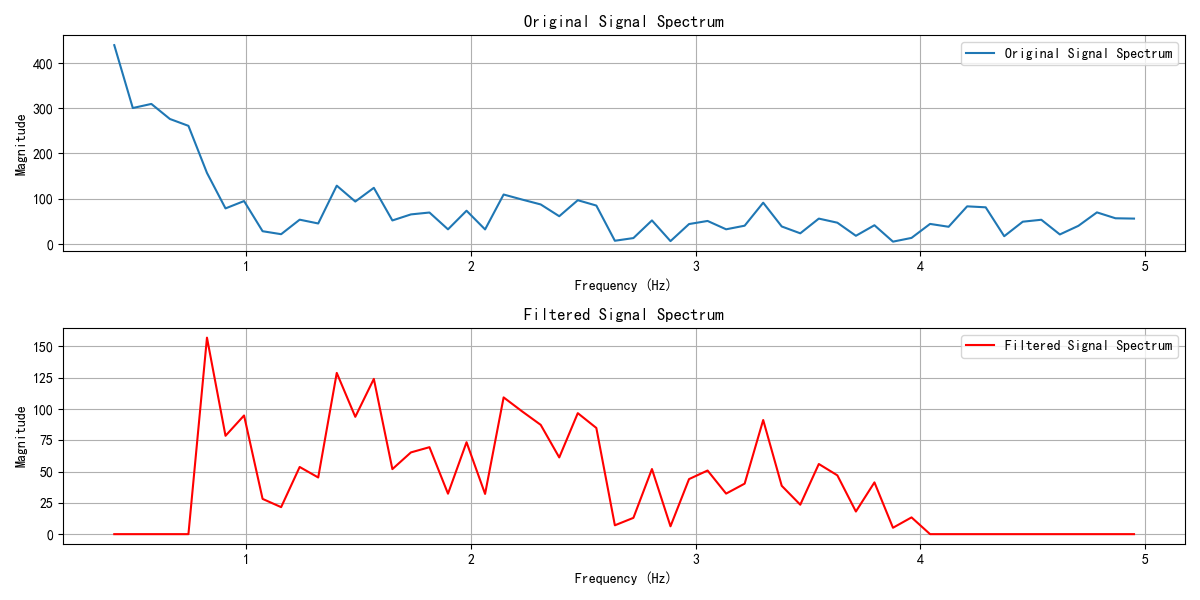 Original Signal Spectrum
Original Signal Spectrum
400
300
200
100
0
Magnitude
1 2 3 4 5
Frequency (Hz)
Filtered Signal Spectrum
Filtered Signal Spectrum
150
125
100
75
50
25
0
Magnitude
1 2 3 4 5
Frequency (Hz)